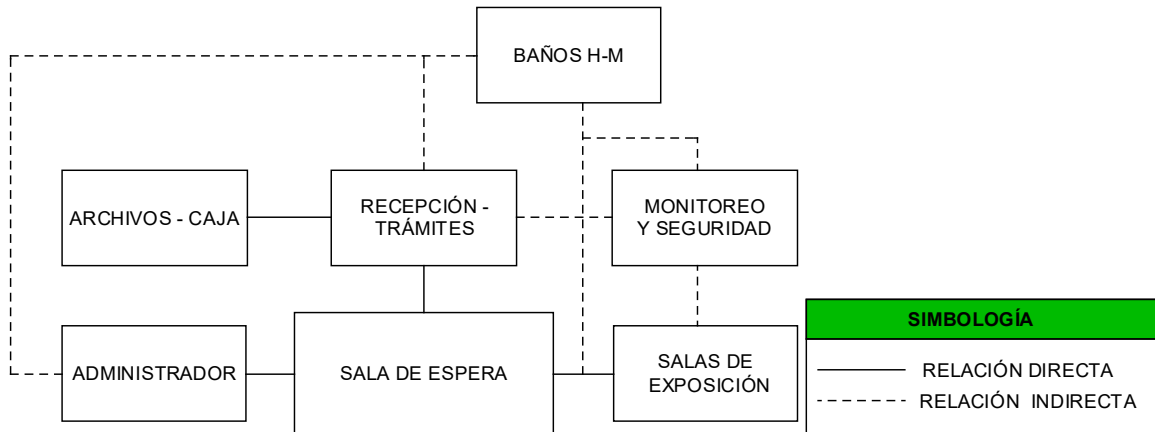 BAÑOS H-M
ARCHIVOS - CAJA
RECEPCIÓN -
TRÁMITES
MONITOREO
Y SEGURIDAD
ADMINISTRADOR
SALA DE ESPERA
SALAS DE
EXPOSICIÓN
SIMBOLOGÍA
RELACIÓN DIRECTA
RELACIÓN INDIRECTA